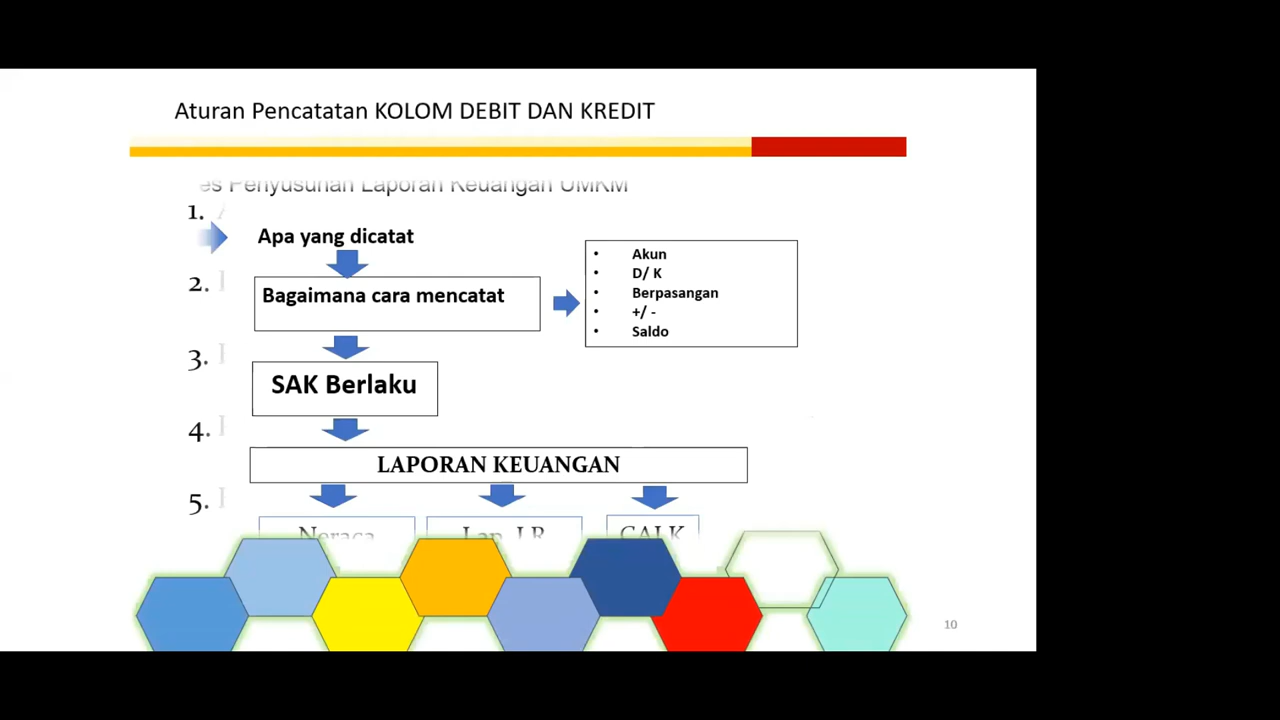 Aturan Pencatatan KOLOM DEBIT DAN KREDIT
Penyusunan Laporan Keuangan UMKM
1.
Apa yang dicatat
2.
Bagaimana cara mencatat
• Akun
• D/ K
• Berpasangan
• +/ -
• Saldo
3.
SAK Berlaku
4.
LAPORAN KEUANGAN
5.
Neraca
Lap. LR
CALK
10